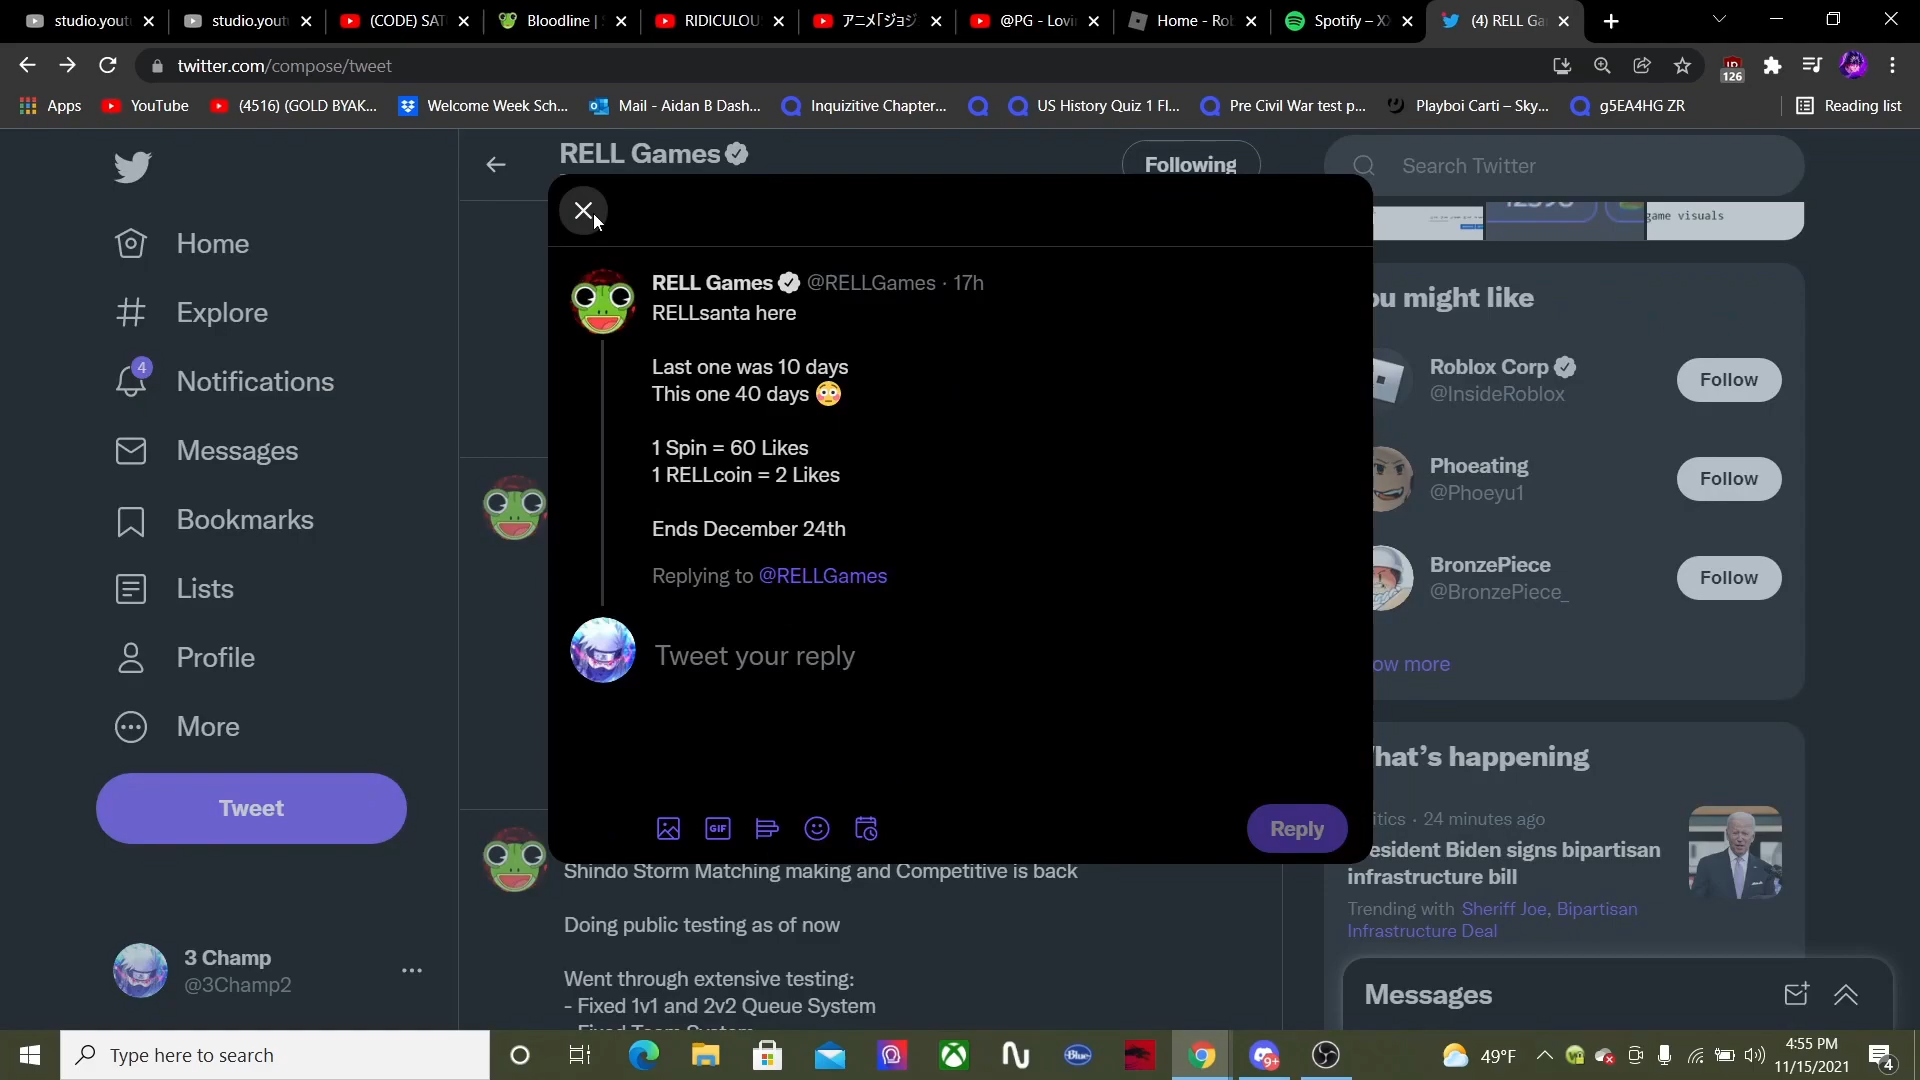 studio.yout
studio.yout
(CODE) SAT
Bloodline |
RIDICULOU
アニメ「ジョジ
@PG - Lovin
Home - Rob
Spotify – X
(4) RELL Ga
twitter.com/compose/tweet
126
Apps
YouTube
(4516) (GOLD BYAK...
Welcome Week Sch...
Mail - Aidan B Dash...
Inquizitive Chapter...
US History Quiz 1 Fl...
Pre Civil War test p...
Playboi Carti – Sky...
g5EA4HG ZR
Reading list
RELL Games
Following
Search Twitter
game visuals
Home
Explore
4
Notifications
Messages
Bookmarks
Lists
Profile
More
Tweet
3 Champ
@3Champ2
RELL Games @RELLGames · 17h
RELLsanta here
Last one was 10 days
This one 40 days 😳
1 Spin = 60 Likes
1 RELLcoin = 2 Likes
Ends December 24th
Replying to @RELLGames
Tweet your reply
GIF
Reply
Shindo Storm Matching making and Competitive is back
Doing public testing as of now
Went through extensive testing:
- Fixed 1v1 and 2v2 Queue System
- Fixed Team System
ou might like
Roblox Corp
@InsideRoblox
Follow
Phoeating
@Phoeyu1
Follow
BronzePiece
@BronzePiece_
Follow
ow more
hat's happening
itics · 24 minutes ago
esident Biden signs bipartisan
infrastructure bill
Trending with Sheriff Joe, Bipartisan
Infrastructure Deal
Messages
Type here to search
Blue
9+
49°F
4:55 PM
11/15/2021
4